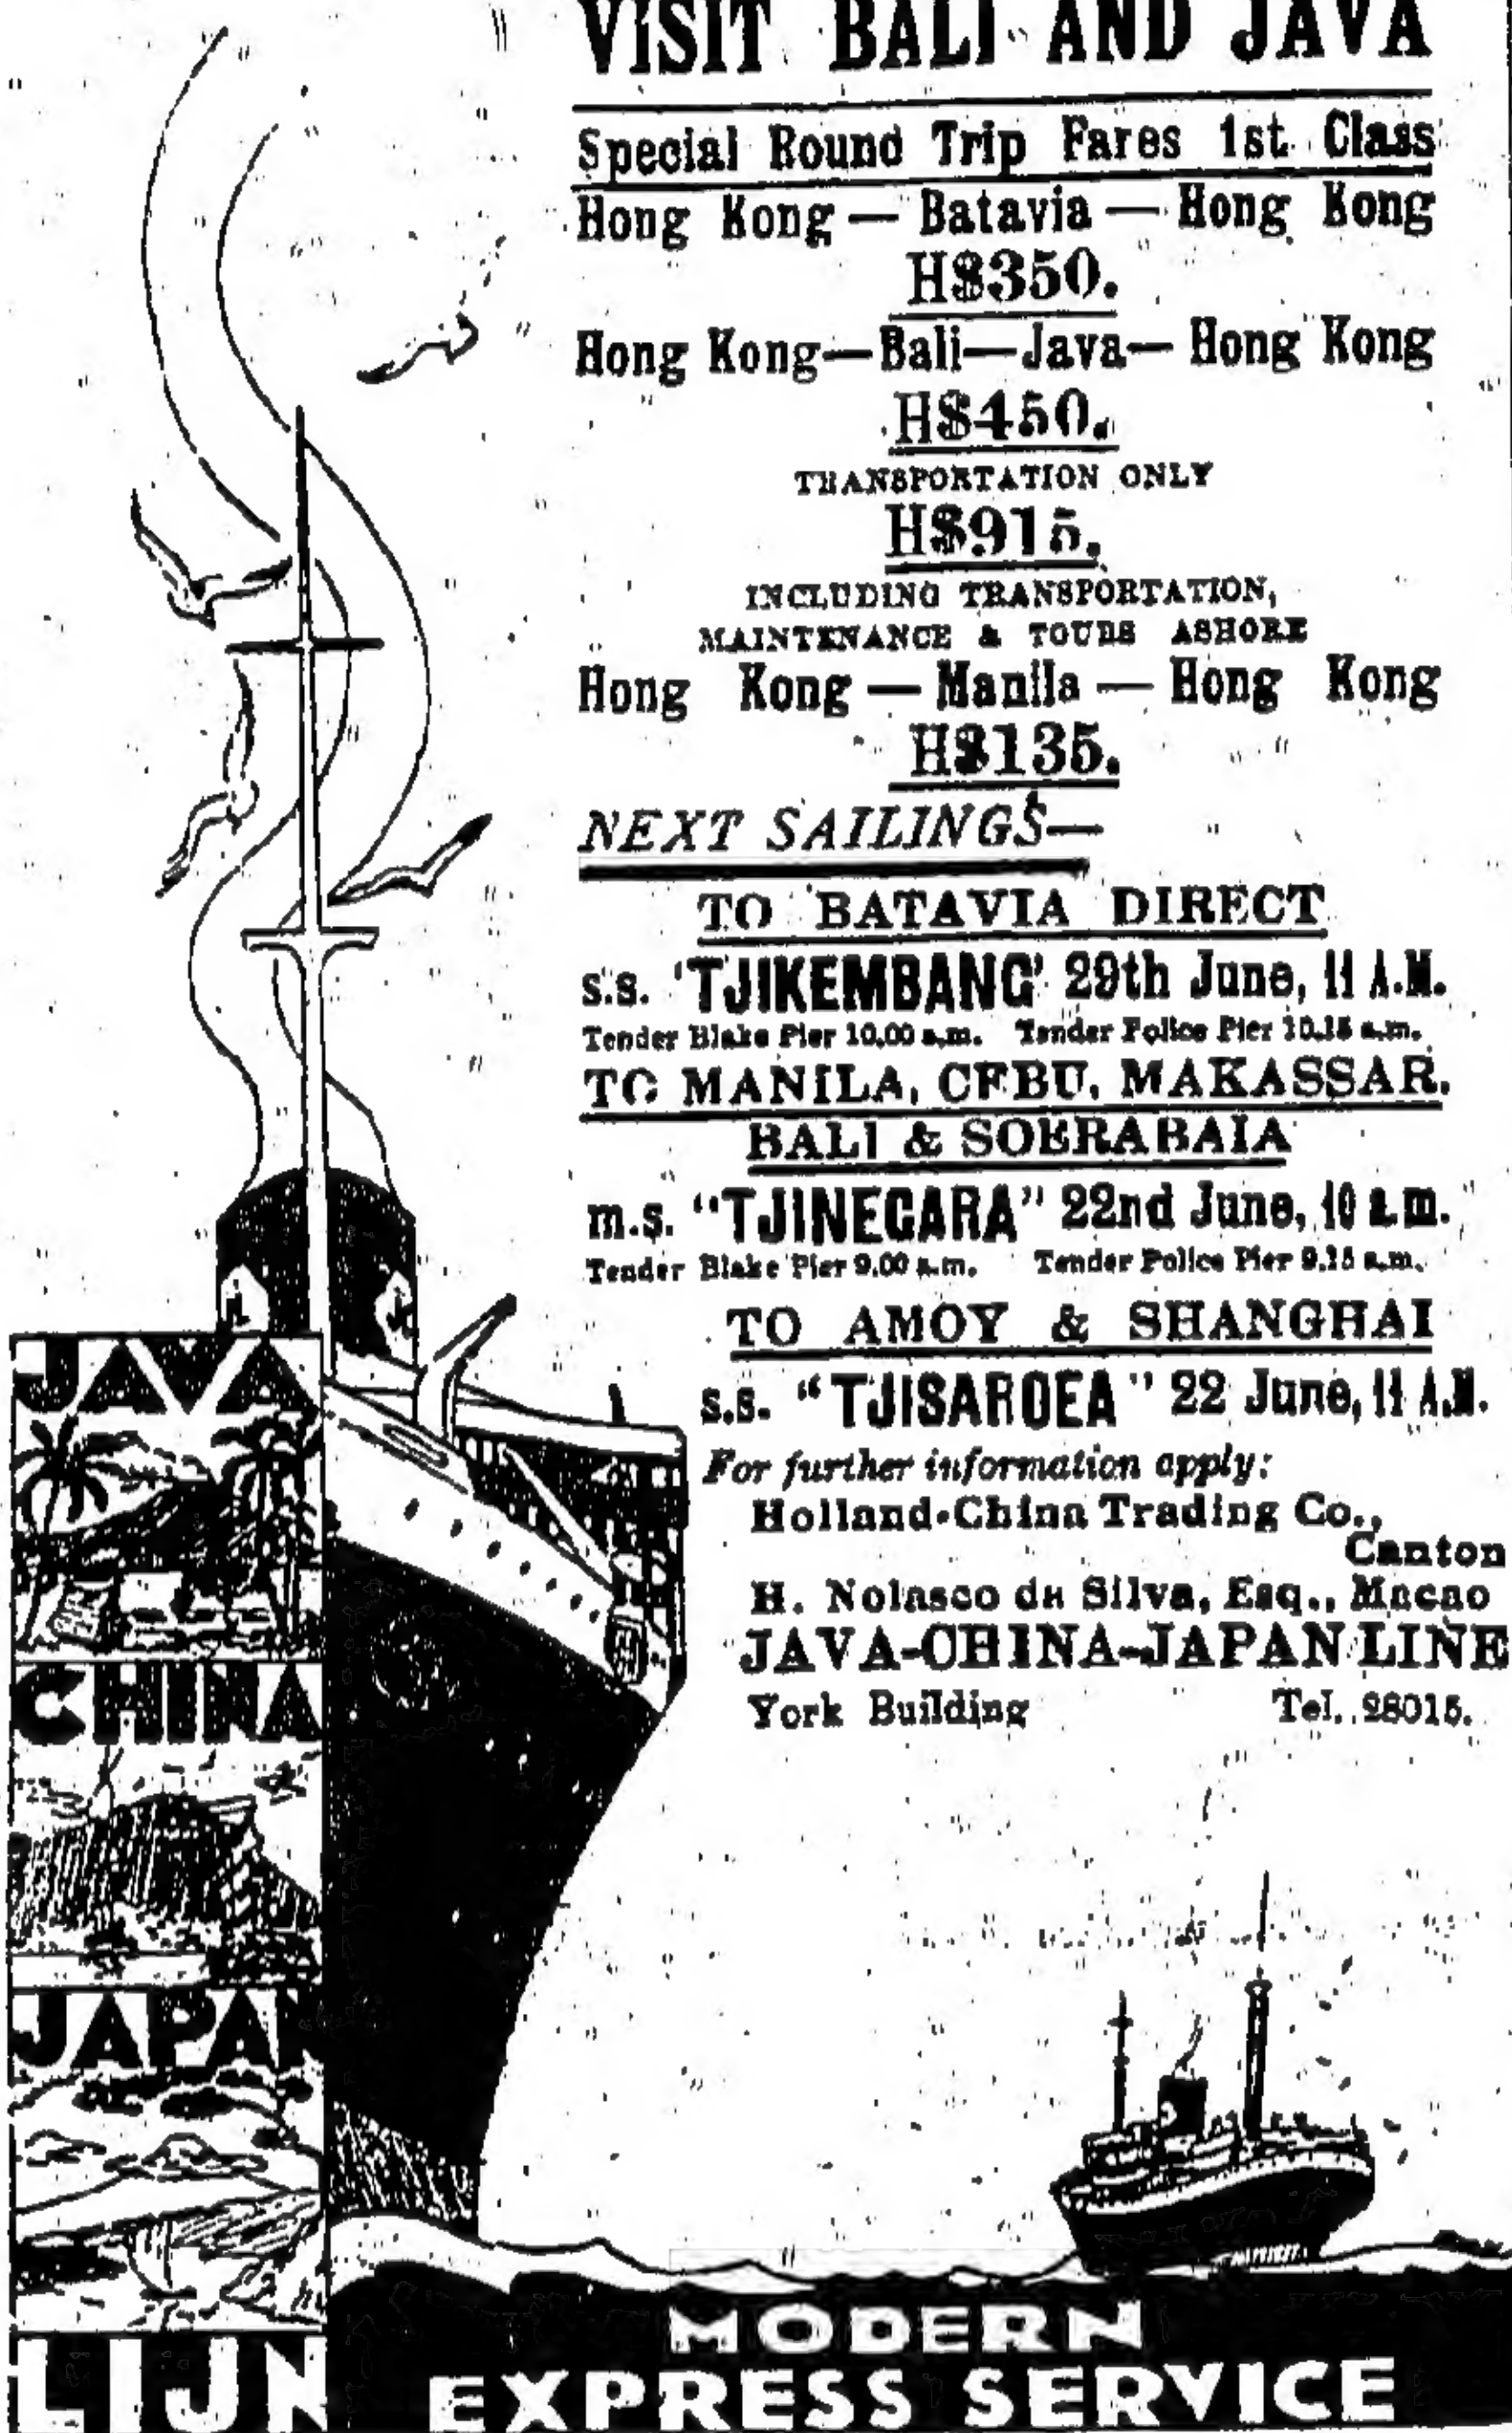 VISIT BALI AND JAVA
Special Round Trip Fares 1st Class
Hong Kong — Batavia — Hong Kong
H$350.
Hong Kong—Bali—Java— Hong Kong
H$450.
TRANSPORTATION ONLY
H$915.
INCLUDING TRANSPORTATION,
MAINTENANCE & TOURS ASHORE
Hong Kong — Manila — Hong Kong
H$135.
NEXT SAILINGS—
TO BATAVIA DIRECT
s.s. 'TJIKEMBANG' 29th June, 11 A.M.
Tender Blake Pier 10.00 a.m. Tender Police Pier 10.15 a.m.
TO MANILA, CEBU, MAKASSAR,
BALI & SOERABAIA
m.s. "TJINEGARA" 22nd June, 10 a.m.
Tender Blake Pier 9.00 a.m. Tender Police Pier 9.15 a.m.
TO AMOY & SHANGHAI
s.s. "TJISAROEA" 22 June, 11 A.M.
For further information apply:
Holland-China Trading Co.,
Canton
H. Nolasco da Silva, Esq., Macao
JAVA-CHINA-JAPAN LINE
York Building Tel. 28015.
JAVA
CHINA
JAPAN
LIJN
MODERN
EXPRESS SERVICE